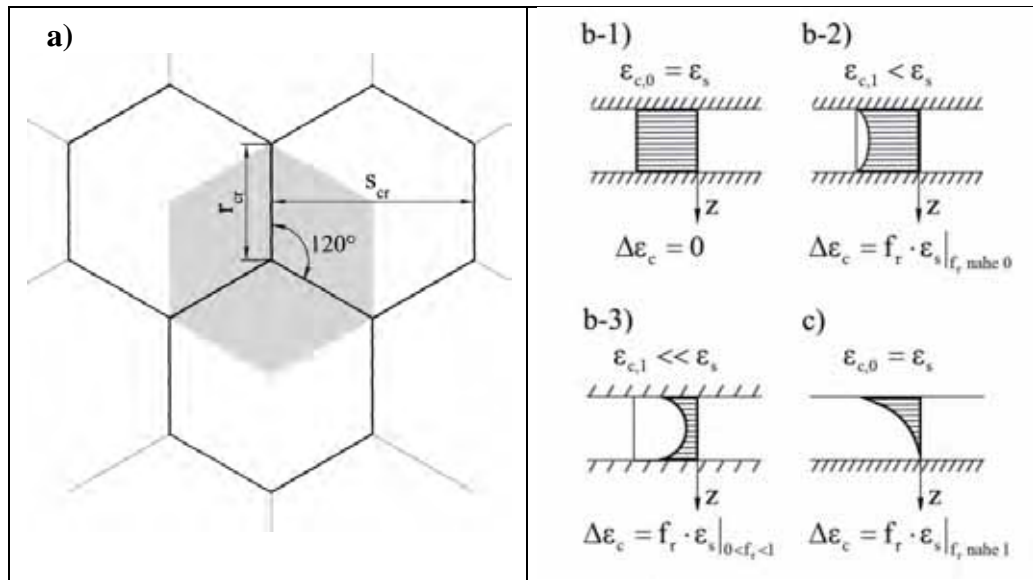 a)
r_cr
s_cr
120°
b-1)
ε_c,0 = ε_s
z
Δε_c = 0
b-2)
ε_c,1 < ε_s
z
Δε_c = f_r · ε_s|f_r nahe 0
b-3)
ε_c,1 << ε_s
z
Δε_c = f_r · ε_s|0<f_r<1
c)
ε_c,0 = ε_s
z
Δε_c = f_r · ε_s|f_r nahe 1